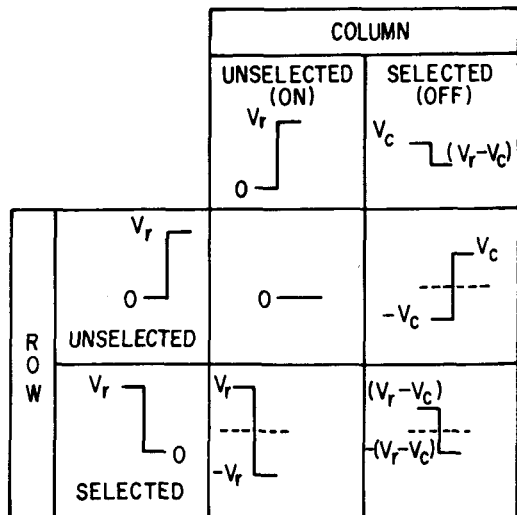 COLUMN
UNSELECTED
(ON)
SELECTED
(OFF)
Vr
0
Vc
(Vr-Vc)
Vr
0
UNSELECTED
0
Vc
-Vc
ROW
Vr
0
SELECTED
Vr
-Vr
(Vr-Vc)
-(Vr-Vc)